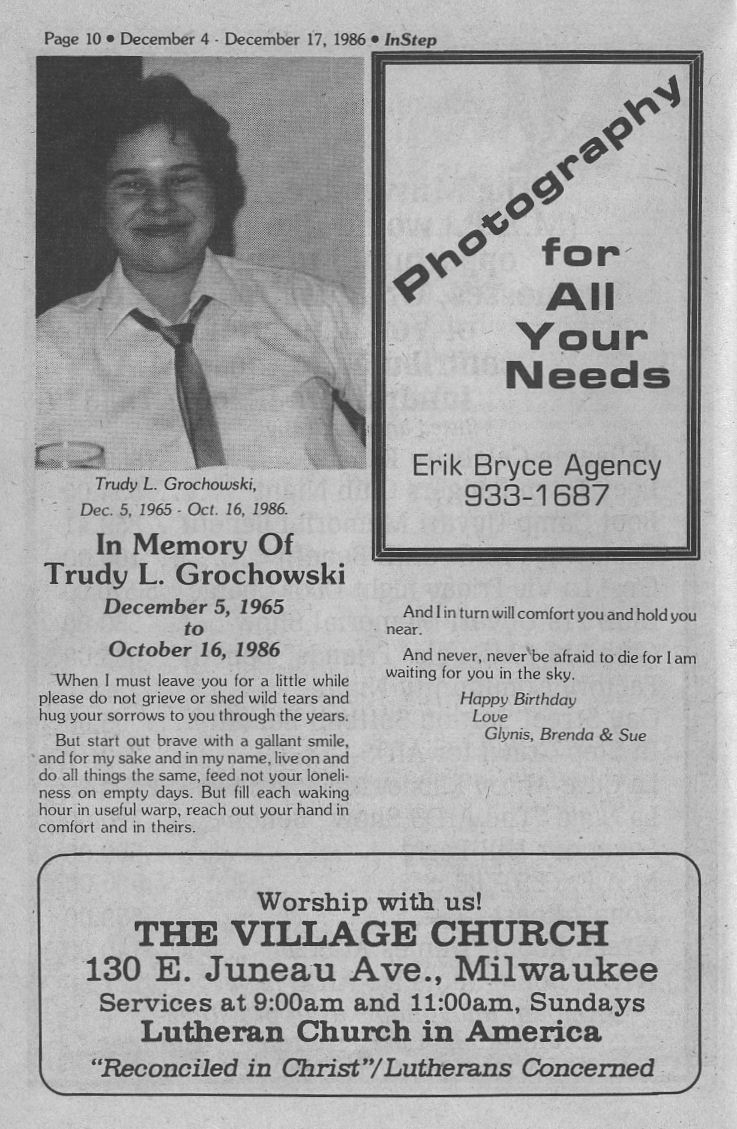 Page 10 • December 4 - December 17, 1986 • InStep
Trudy L. Grochowski,
Dec. 5, 1965 - Oct. 16, 1986.
In Memory Of
Trudy L. Grochowski
December 5, 1965
to
October 16, 1986
When I must leave you for a little while
please do not grieve or shed wild tears and
hug your sorrows to you through the years.
But start out brave with a gallant smile,
and for my sake and in my name, live on and
do all things the same, feed not your loneli-
ness on empty days. But fill each waking
hour in useful warp, reach out your hand in
comfort and in theirs.
Photography
for
All
Your
Needs
Erik Bryce Agency
933-1687
And I in turn will comfort you and hold you
near.
And never, never be afraid to die for I am
waiting for you in the sky.
Happy Birthday
Love
Glynis, Brenda & Sue
Worship with us!
THE VILLAGE CHURCH
130 E. Juneau Ave., Milwaukee
Services at 9:00am and 11:00am, Sundays
Lutheran Church in America
"Reconciled in Christ"/Lutherans Concerned